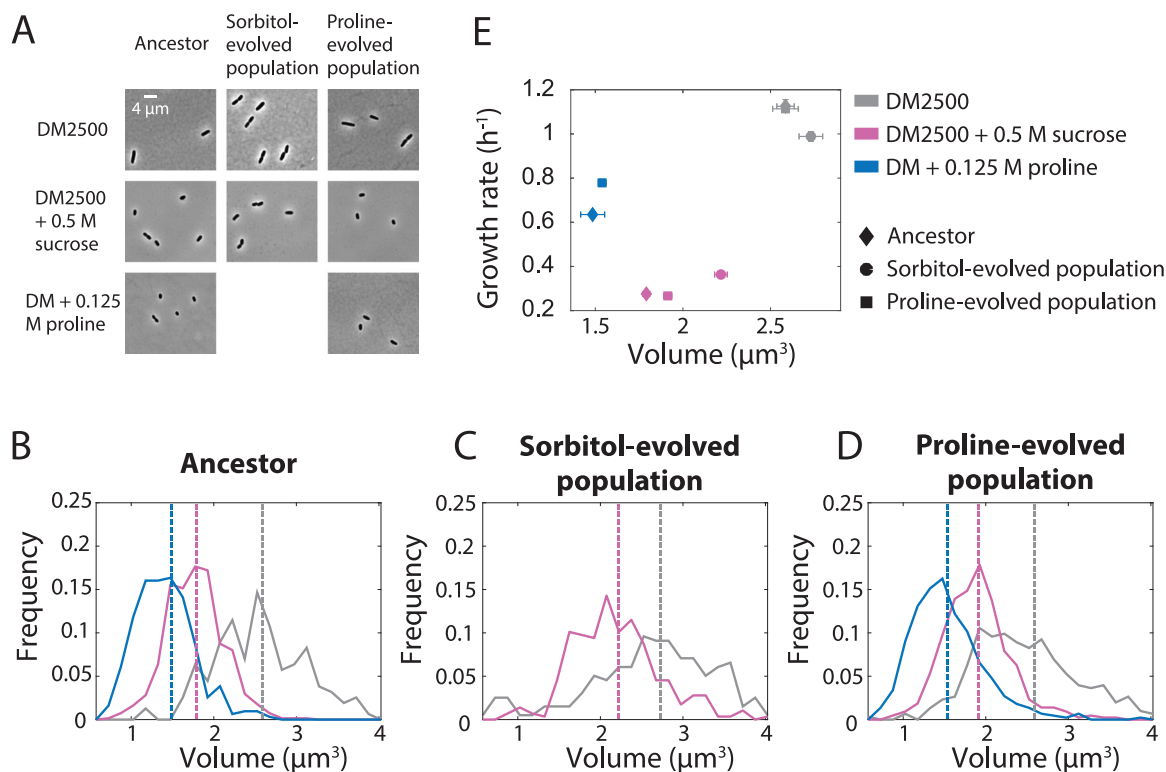 A
Ancestor
Sorbitol-
evolved
population
Proline-
evolved
population
4 µm
DM2500
DM2500
+ 0.5 M
sucrose
DM + 0.125
M proline
E
Growth rate (h⁻¹)
1.2
1
0.8
0.6
0.4
0.2
1.5
2
2.5
Volume (µm³)
DM2500
DM2500 + 0.5 M sucrose
DM + 0.125 M proline
Ancestor
Sorbitol-evolved population
Proline-evolved population
B
Ancestor
Frequency
0.25
0.2
0.15
0.1
0.05
0
1
2
3
4
Volume (µm³)
C
Sorbitol-evolved
population
Frequency
0.25
0.2
0.15
0.1
0.05
0
1
2
3
4
Volume (µm³)
D
Proline-evolved
population
Frequency
0.25
0.2
0.15
0.1
0.05
0
1
2
3
4
Volume (µm³)